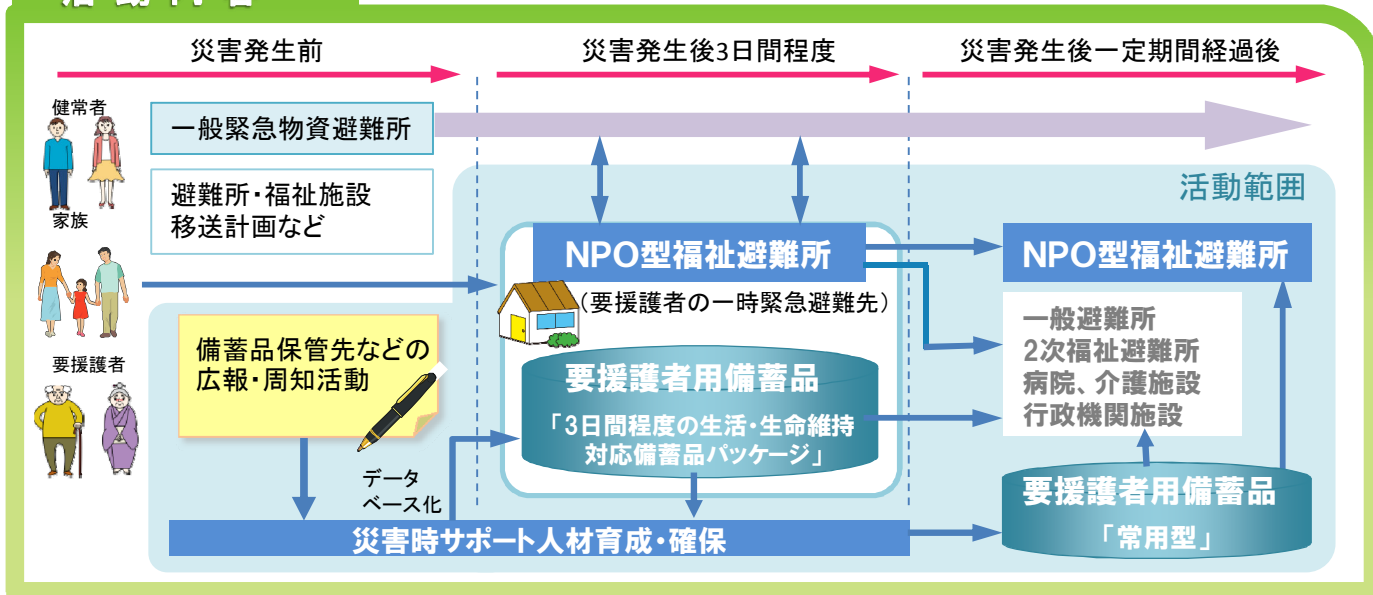 災害発生前
災害発生後3日間程度
災害発生後一定期間経過後
健常者
一般緊急物資避難所
避難所・福祉施設
移送計画など
家族
活動範囲
NPO型福祉避難所
(要援護者の一時緊急避難先)
NPO型福祉避難所
一般避難所
2次福祉避難所
病院、介護施設
行政機関施設
備蓄品保管先などの
広報・周知活動
要援護者
要援護者用備蓄品
「3日間程度の生活・生命維持
対応備蓄品パッケージ」
データ
ベース化
災害時サポート人材育成・確保
要援護者用備蓄品
「常用型」